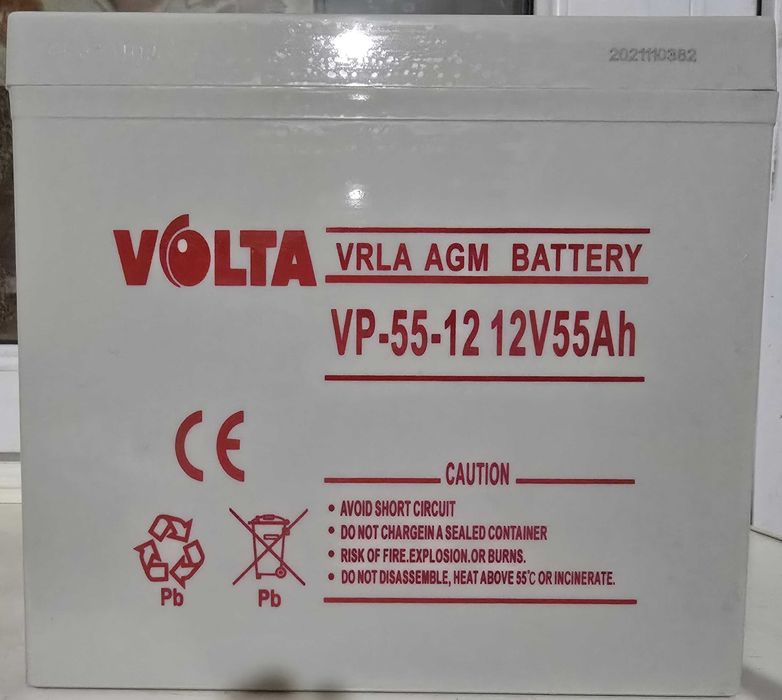 2021110382
VOLTA
VRLA AGM BATTERY
VP-55-12 12V55Ah
CE
CAUTION
• AVOID SHORT CIRCUIT
• DO NOT CHARGEIN A SEALED CONTAINER
• RISK OF FIRE.EXPLOSION.OR BURNS.
• DO NOT DISASSEMBLE, HEAT ABOVE 55℃ OR INCINERATE.
Pb
Pb